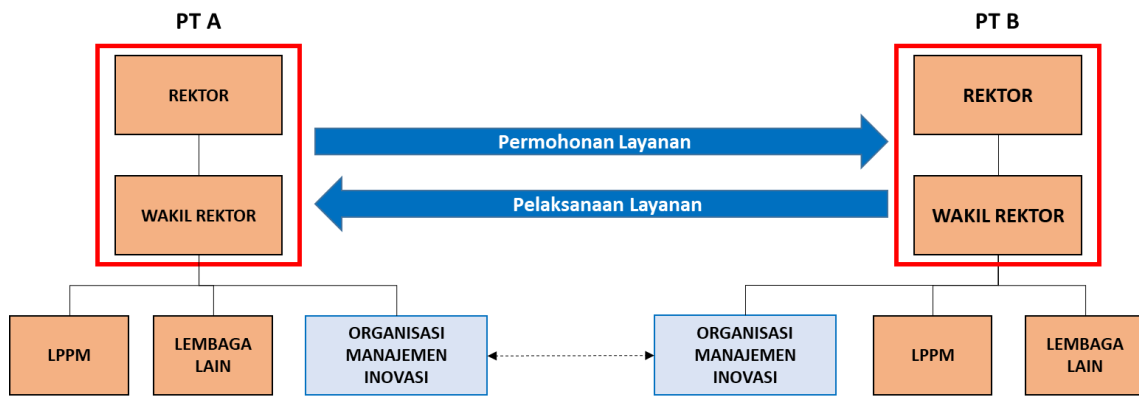 PT A
PT B
REKTOR
REKTOR
Permohonan Layanan
Pelaksanaan Layanan
WAKIL REKTOR
WAKIL REKTOR
LPPM
LEMBAGA
LAIN
ORGANISASI
MANAJEMEN
INOVASI
ORGANISASI
MANAJEMEN
INOVASI
LPPM
LEMBAGA
LAIN